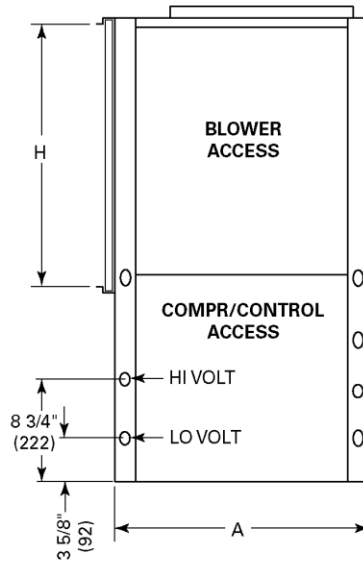 BLOWER
ACCESS
H
COMPR/CONTROL
ACCESS
HI VOLT
8 3/4"
(222)
LO VOLT
3 5/8"
(92)
A